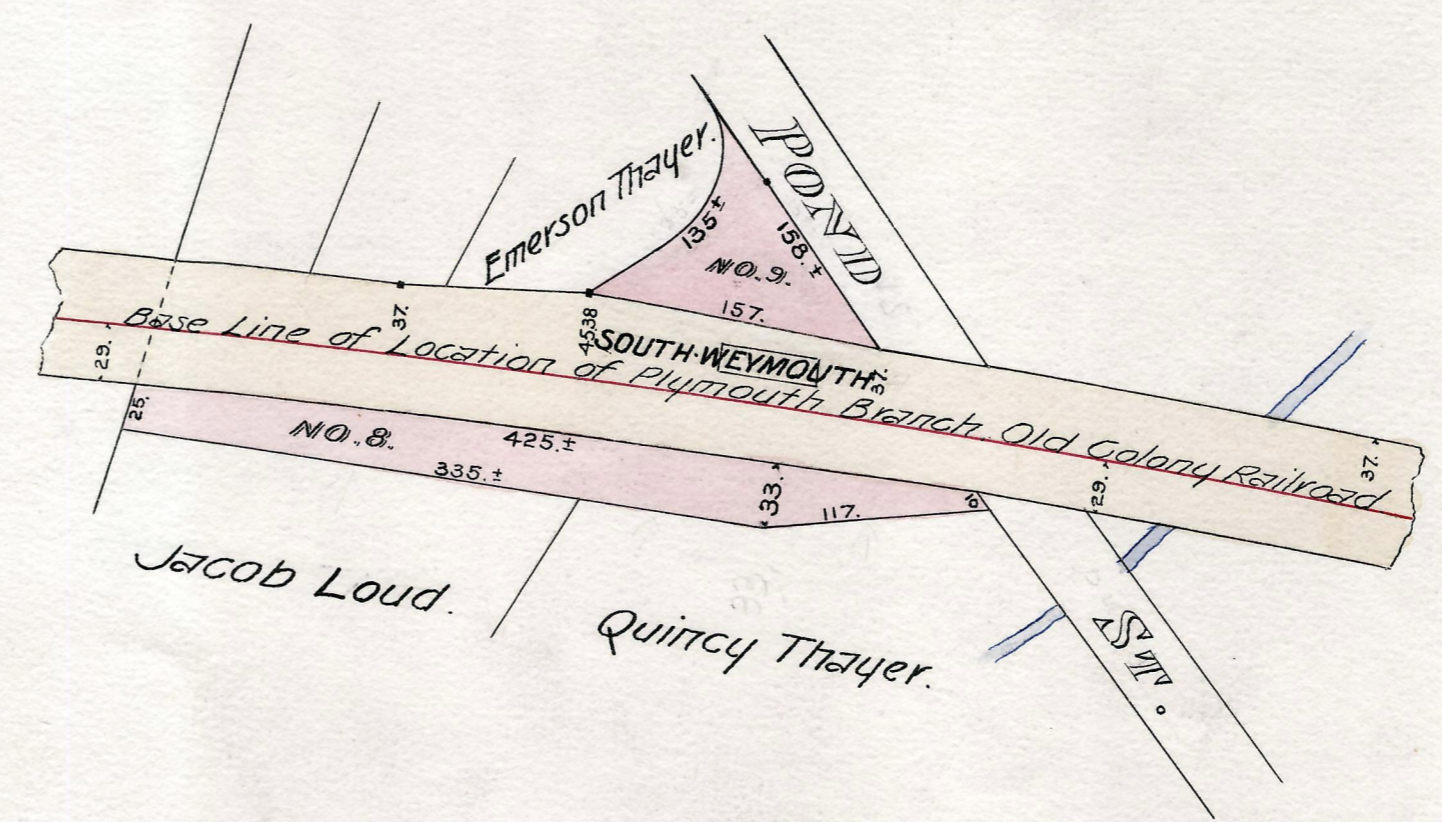 POND
Emerson Thayer.
135±
158.±
NO. 9.
157.
37.
45.38
SOUTH-WEYMOUTH
37.
29.
Base Line of Location of Plymouth Branch Old Colony Railroad
37.
25.
NO. 8.
425.±
335.±
33.
117.
10
29.
Jacob Loud.
Quincy Thayer.
ST.